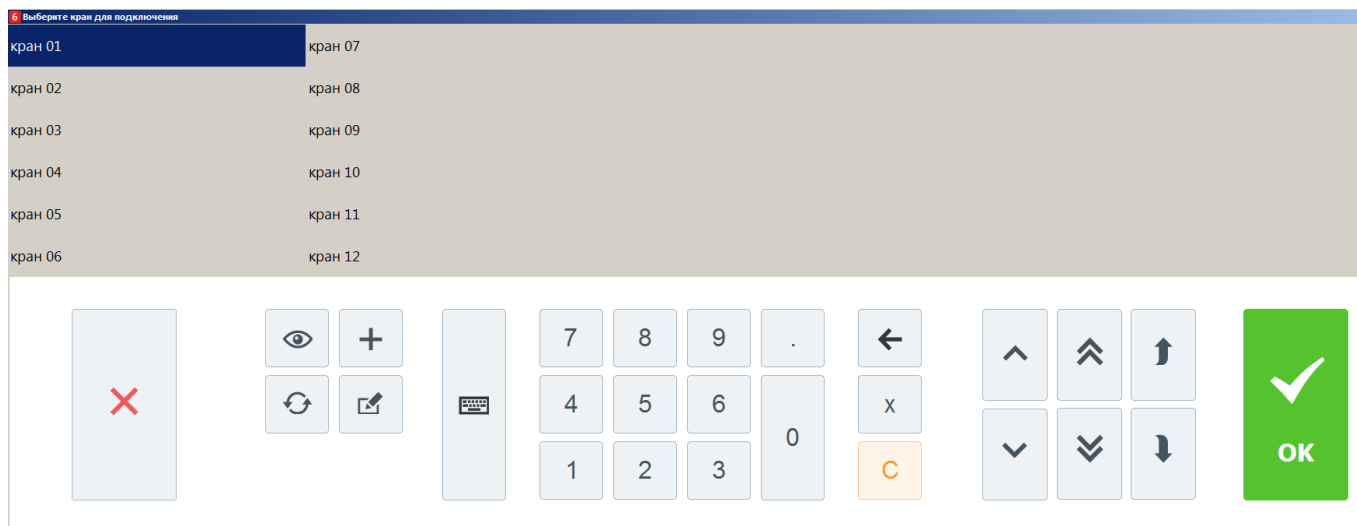 6 Выберите кран для подключения
кран 01
кран 07
кран 02
кран 08
кран 03
кран 09
кран 04
кран 10
кран 05
кран 11
кран 06
кран 12
7 8 9 .
4 5 6 x
0
1 2 3 C
OK